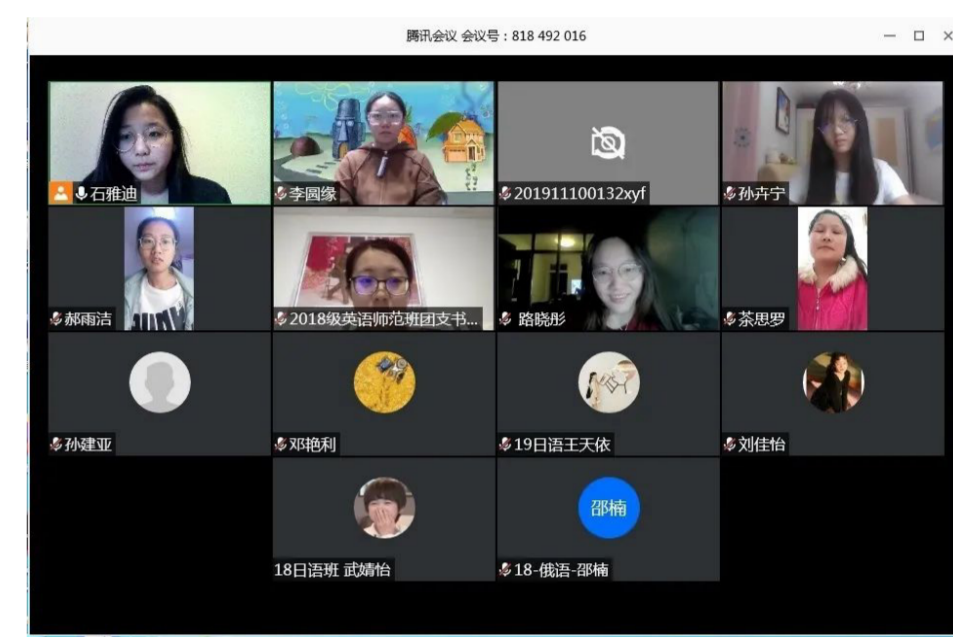 腾讯会议 会议号：818 492 016
石雅迪
李圆缘
201911100132xyf
孙卉宁
郝雨洁
2018级英语师范班团支书...
路晓彤
茶思罗
孙建亚
邓艳利
19日语王天依
刘佳怡
邵楠
18日语班 武婧怡
18-俄语-邵楠